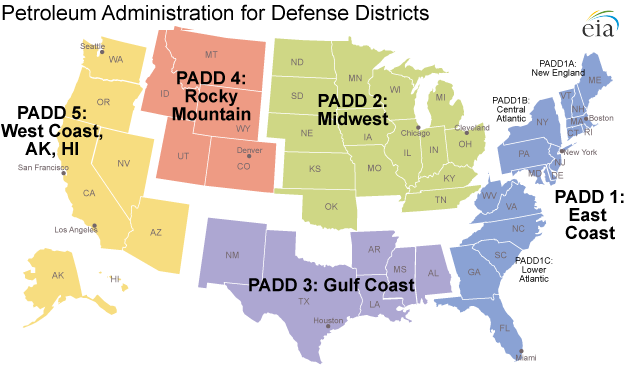 Petroleum Administration for Defense Districts
eia
Seattle
WA
OR
PADD 5:
West Coast,
AK, HI
San Francisco
NV
CA
Los Angeles
AZ
AK
HI
MT
PADD 4:
Rocky
Mountain
ID
WY
UT
Denver
CO
ND
MN
SD
WI
MI
PADD 2:
Midwest
NE
IA
Chicago
Cleveland
IL
IN
OH
KS
MO
KY
OK
TN
NM
AR
PADD 3: Gulf Coast
MS
AL
TX
LA
Houston
PADD1A:
New England
ME
VT
NH
PADD1B:
Central
Atlantic
NY
MA
Boston
CT
RI
PA
New York
NJ
MD
DE
WV
VA
PADD 1:
East
Coast
NC
SC
PADD1C:
Lower
Atlantic
GA
FL
Miami